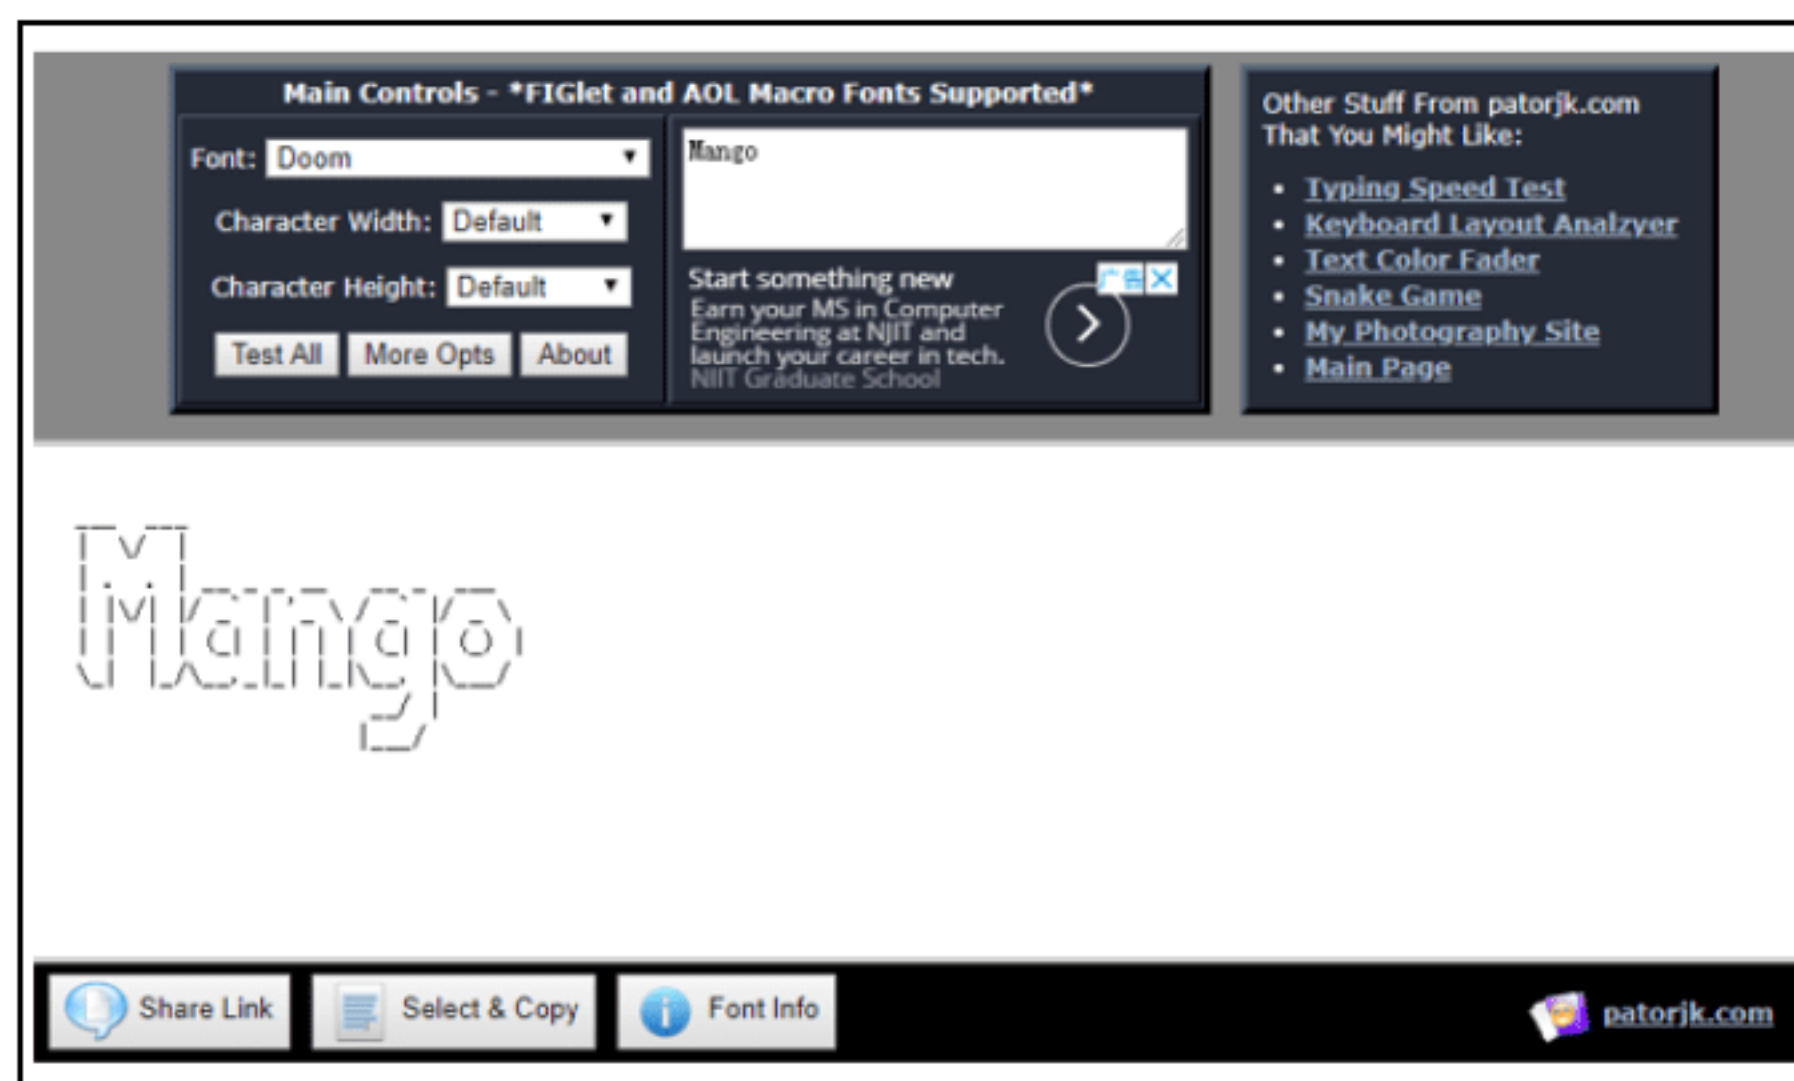 Main Controls - *FIGlet and AOL Macro Fonts Supported*
Font: Doom
Character Width: Default
Character Height: Default
Test All More Opts About
Mango
Start something new
Earn your MS in Computer
Engineering at NJIT and
launch your career in tech.
NJIT Graduate School
广告
Other Stuff From patorjk.com
That You Might Like:
• Typing Speed Test
• Keyboard Layout Analzyer
• Text Color Fader
• Snake Game
• My Photography Site
• Main Page
Mango
Share Link Select & Copy Font Info patorjk.com